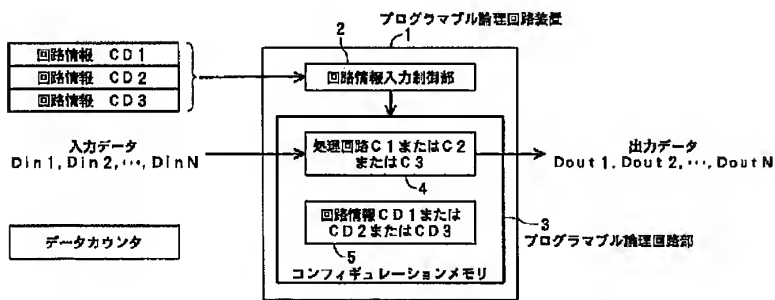 プログラマブル論理回路装置
1
回路情報 CD1
回路情報 CD2
回路情報 CD3
2
回路情報入力制御部
入力データ
Din1, Din2, …, DinN
処理回路C1またはC2
またはC3
4
出力データ
Dout1, Dout2, …, DoutN
回路情報CD1または
CD2またはCD3
5
コンフィギュレーションメモリ
3
プログラマブル論理回路部
データカウンタ